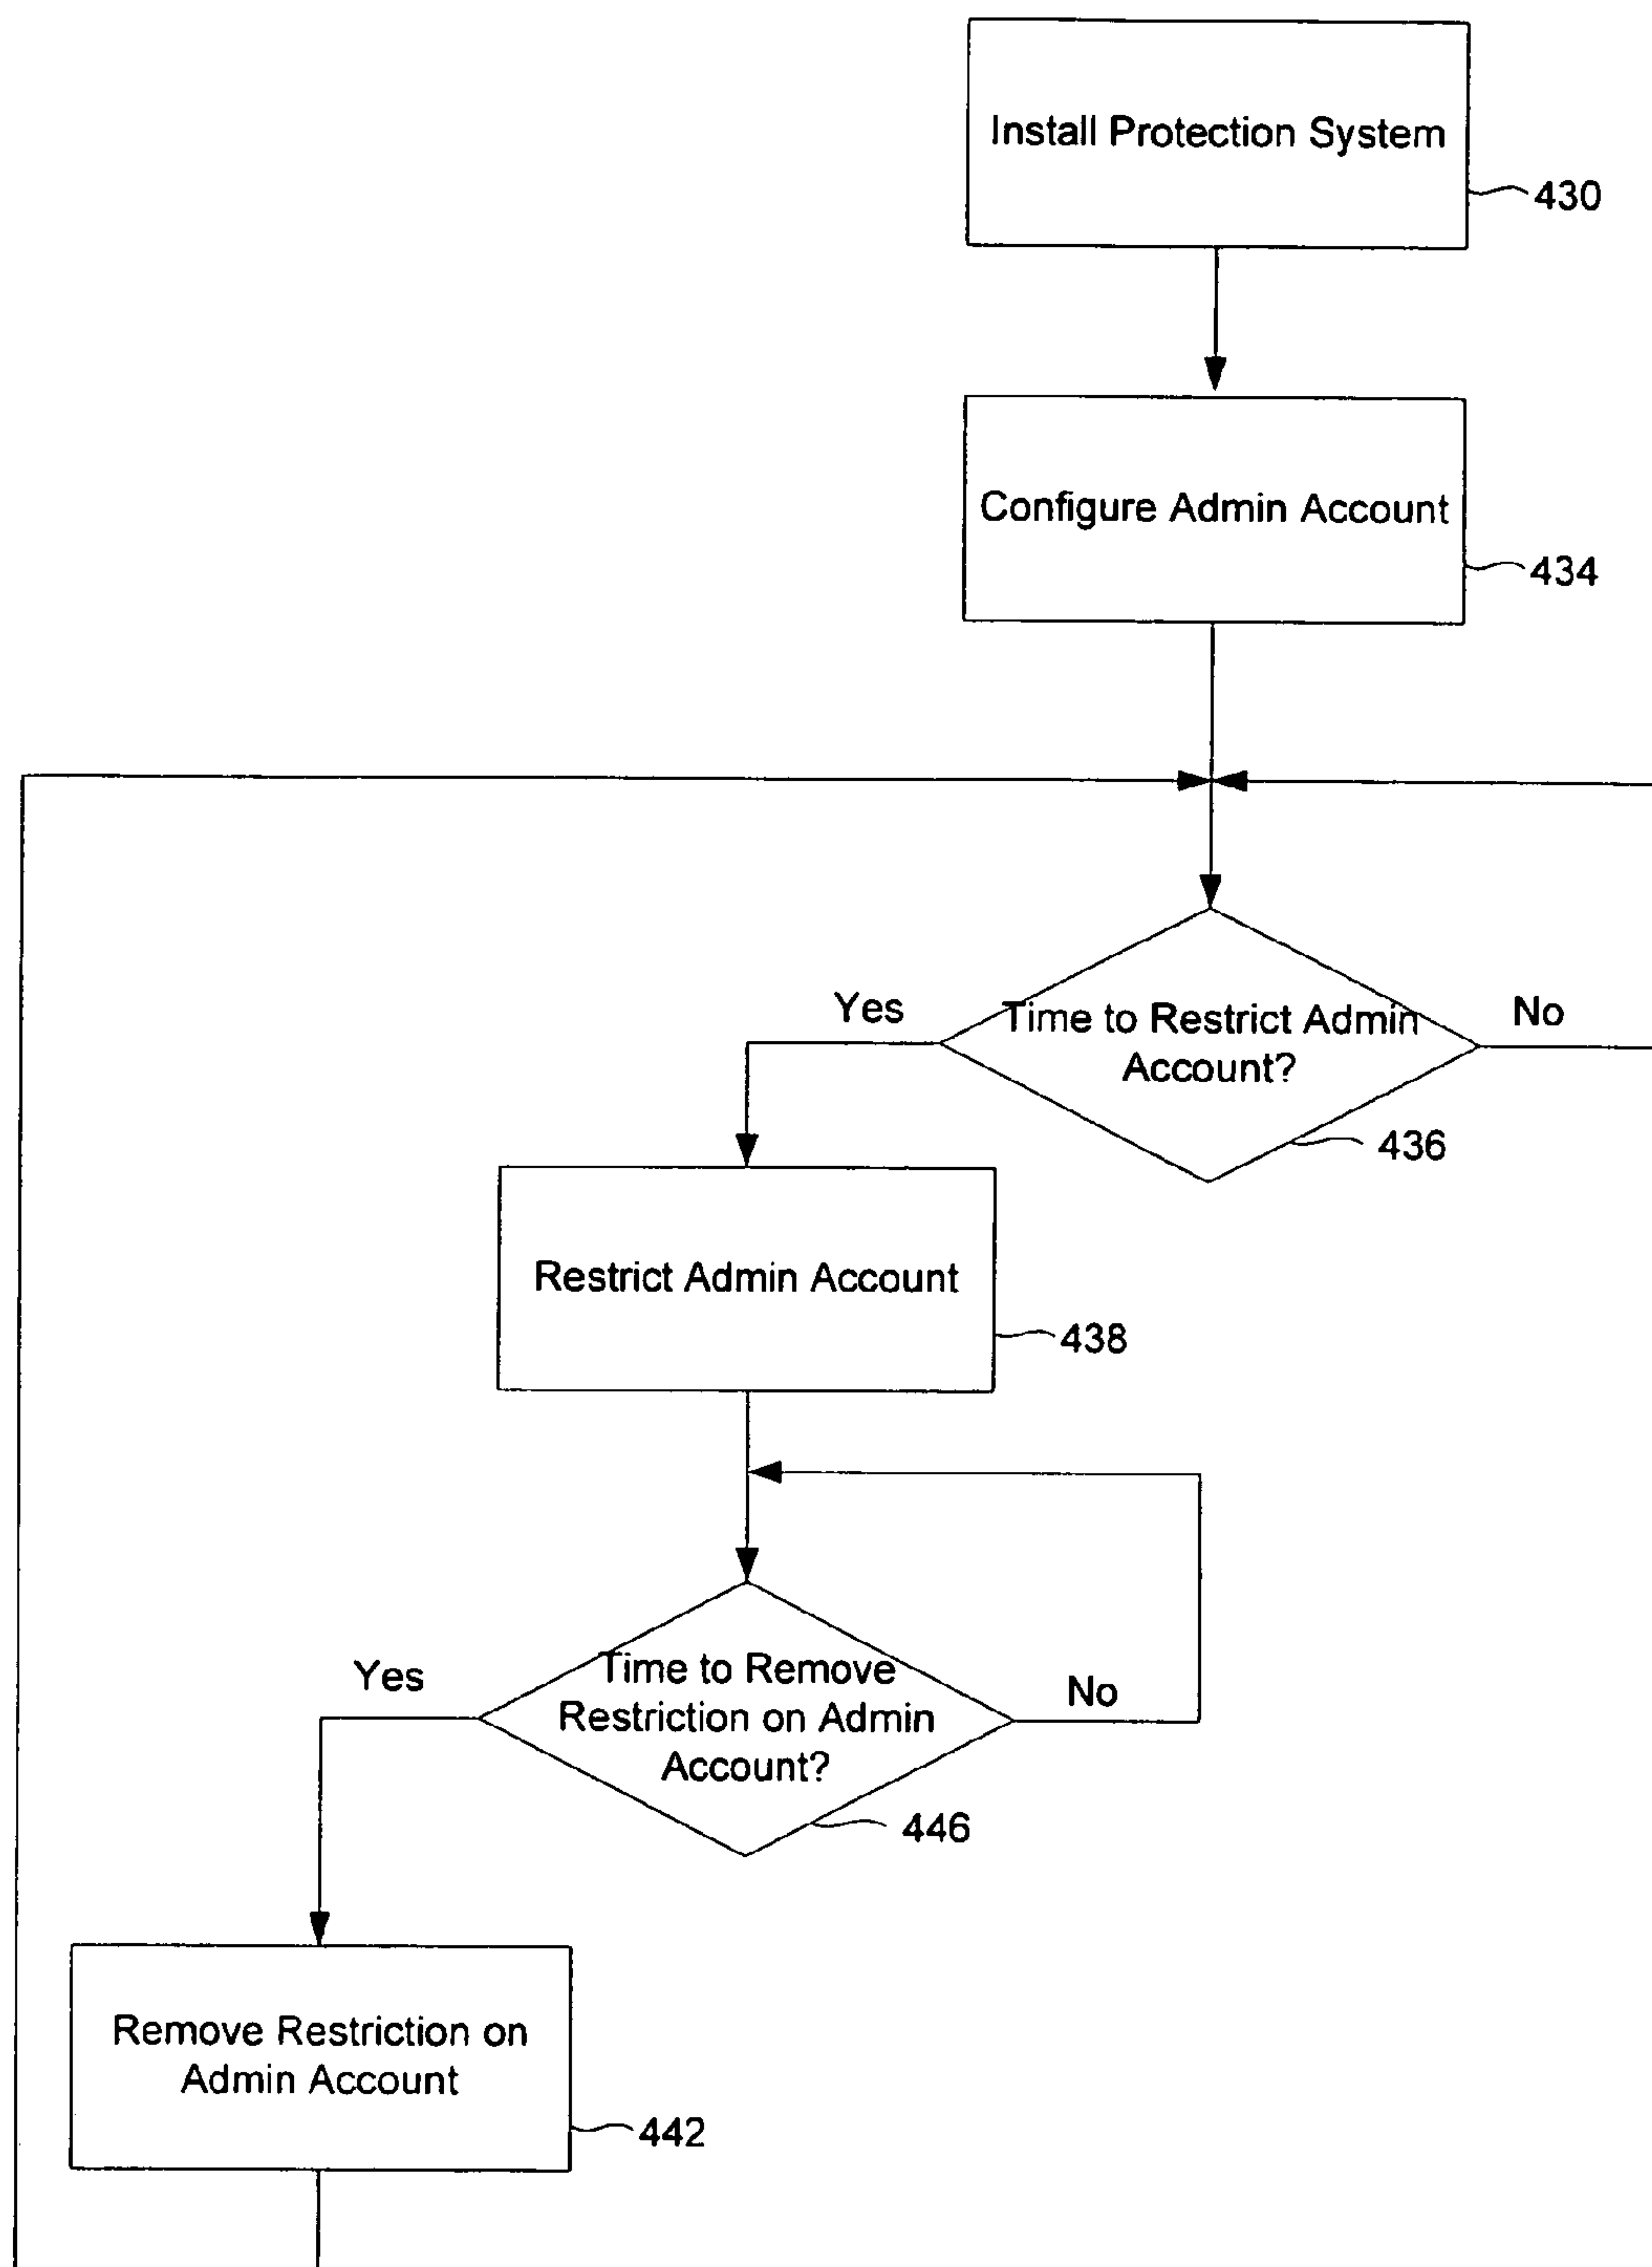 Install Protection System
430
Configure Admin Account
434
Yes
Time to Restrict Admin
Account?
No
436
Restrict Admin Account
438
Yes
Time to Remove
Restriction on Admin
Account?
No
446
Remove Restriction on
Admin Account
442